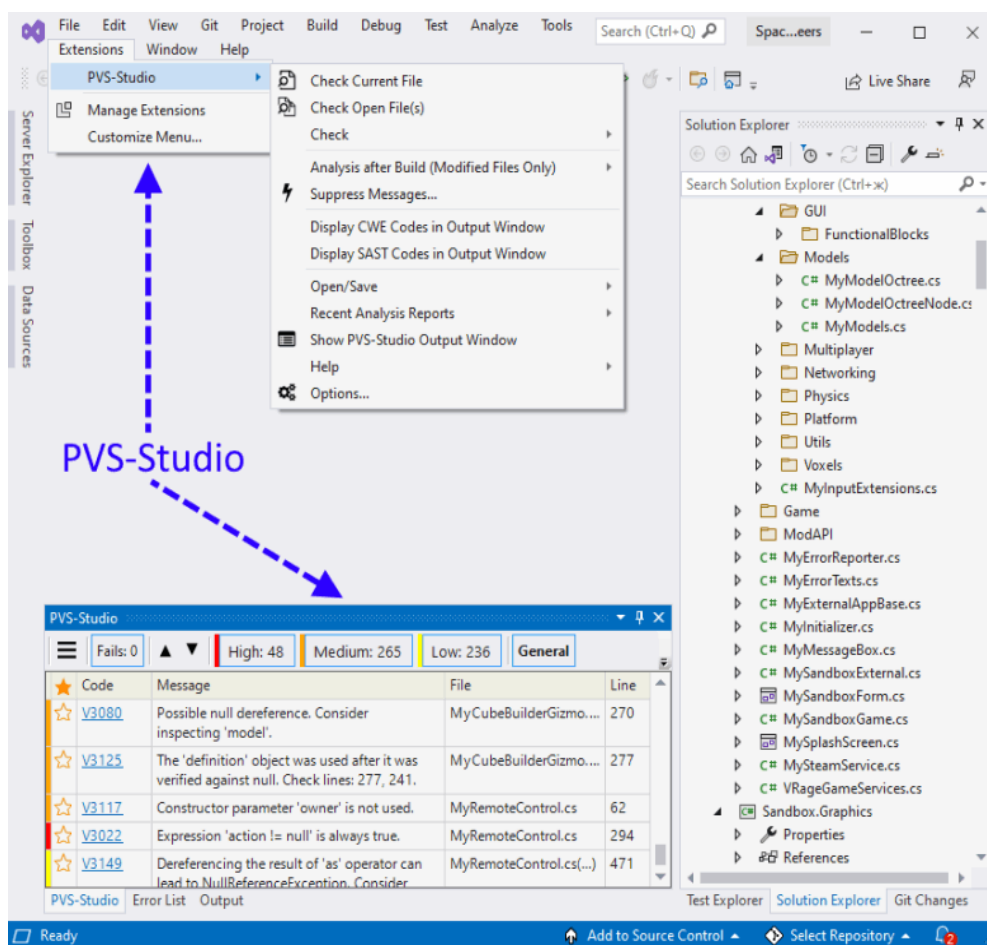 File Edit View Git Project Build Debug Test Analyze Tools Search (Ctrl+Q) Spac...eers
Extensions Window Help
PVS-Studio
Manage Extensions
Customize Menu...
Check Current File
Check Open File(s)
Check
Analysis after Build (Modified Files Only)
Suppress Messages...
Display CWE Codes in Output Window
Display SAST Codes in Output Window
Open/Save
Recent Analysis Reports
Show PVS-Studio Output Window
Help
Options...
Live Share
Server Explorer
Toolbox
Data Sources
PVS-Studio
Solution Explorer
Search Solution Explorer (Ctrl+ж)
GUI
FunctionalBlocks
Models
C# MyModelOctree.cs
C# MyModelOctreeNode.cs
C# MyModels.cs
Multiplayer
Networking
Physics
Platform
Utils
Voxels
C# MyInputExtensions.cs
Game
ModAPI
C# MyErrorReporter.cs
C# MyErrorTexts.cs
C# MyExternalAppBase.cs
C# MyInitializer.cs
C# MyMessageBox.cs
C# MySandboxExternal.cs
MySandboxForm.cs
C# MySandboxGame.cs
MySplashScreen.cs
C# MySteamService.cs
C# VRageGameServices.cs
C# Sandbox.Graphics
Properties
References
Test Explorer Solution Explorer Git Changes
PVS-Studio
Fails: 0 High: 48 Medium: 265 Low: 236 General
Code Message File Line
V3080 Possible null dereference. Consider MyCubeBuilderGizmo.... 270
inspecting 'model'.
V3125 The 'definition' object was used after it was MyCubeBuilderGizmo.... 277
verified against null. Check lines: 277, 241.
V3117 Constructor parameter 'owner' is not used. MyRemoteControl.cs 62
V3022 Expression 'action != null' is always true. MyRemoteControl.cs 294
V3149 Dereferencing the result of 'as' operator can MyRemoteControl.cs(...) 471
lead to NullReferenceException. Consider
PVS-Studio Error List Output
Ready Add to Source Control Select Repository 2